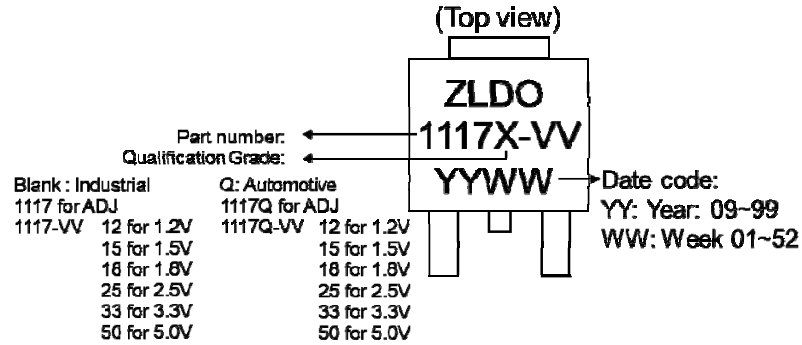 (Top view)
ZLDO
1117X-VV
YYWW
Part number:
Qualification Grade:
Date code:
YY: Year: 09~99
WW: Week 01~52
Blank : Industrial
1117 for ADJ
1117-VV 12 for 1.2V
15 for 1.5V
18 for 1.8V
25 for 2.5V
33 for 3.3V
50 for 5.0V
Q: Automotive
1117Q for ADJ
1117Q-VV 12 for 1.2V
15 for 1.5V
18 for 1.8V
25 for 2.5V
33 for 3.3V
50 for 5.0V